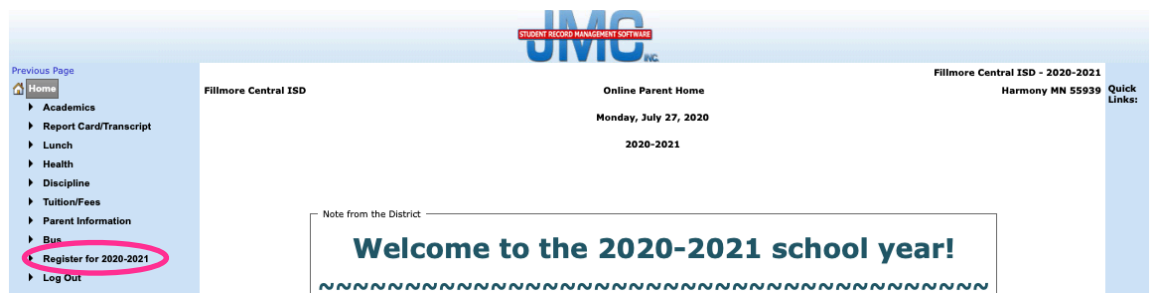 STUDENT RECORD MANAGEMENT SOFTWARE
JMC
INC.
Previous Page
Home
Academics
Report Card/Transcript
Lunch
Health
Discipline
Tuition/Fees
Parent Information
Bus
Register for 2020-2021
Log Out
Fillmore Central ISD - 2020-2021
Fillmore Central ISD Online Parent Home Harmony MN 55939
Monday, July 27, 2020
2020-2021
Quick
Links:
Note from the District
Welcome to the 2020-2021 school year!
~~~~~~~~~~~~~~~~~~~~~~~~~~~~~~~~~~~~~~~